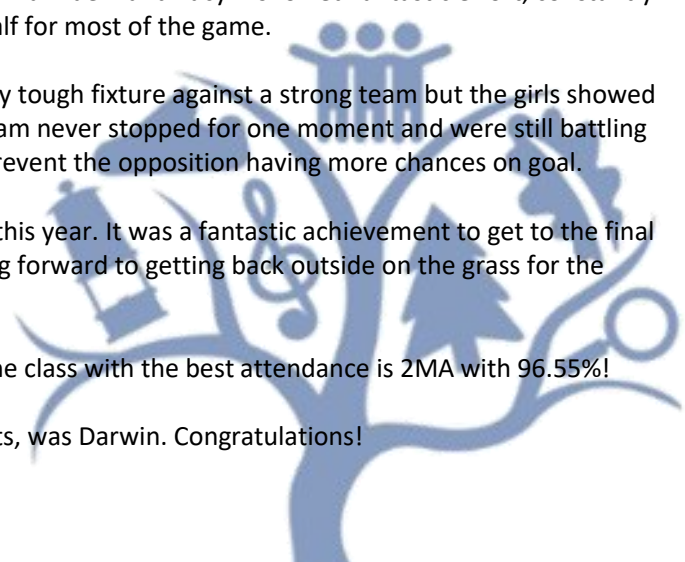 alf for most of the game.
y tough fixture against a strong team but the girls showed
am never stopped for one moment and were still battling
revent the opposition having more chances on goal.
this year. It was a fantastic achievement to get to the final
g forward to getting back outside on the grass for the
e class with the best attendance is 2MA with 96.55%!
ts, was Darwin. Congratulations!